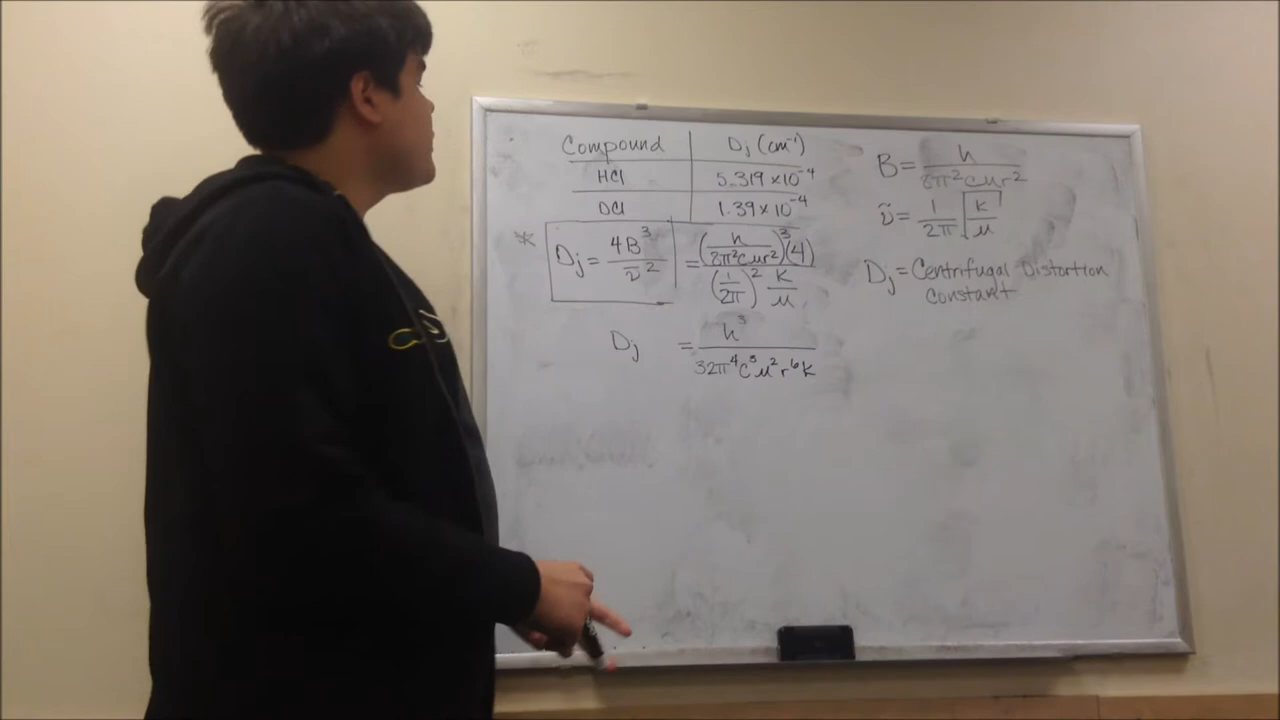 Compound Dj (cm⁻¹)
HCl 5.319×10⁻⁴
DCl 1.39×10⁻⁴
* Dj = 4B³/ṽ² = (h/8π²cμr²)³(4)/(1/2π)² K/μ
Dj = h³/32π⁴c³μ²r⁶K
B = h/8π²cμr²
ṽ = 1/2π √K/μ
Dj = Centrifugal Distortion
Constant